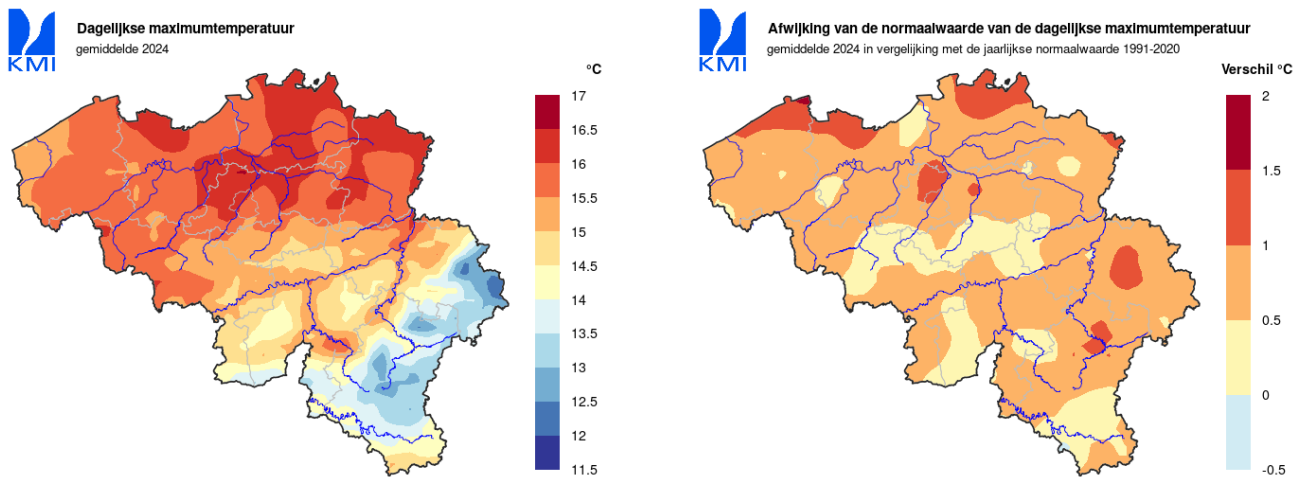 KMI
Dagelijkse maximumtemperatuur
gemiddelde 2024
°C
17
16.5
16
15.5
15
14.5
14
13.5
13
12.5
12
11.5
KMI
Afwijking van de normaalwaarde van de dagelijkse maximumtemperatuur
gemiddelde 2024 in vergelijking met de jaarlijkse normaalwaarde 1991-2020
Verschil °C
2
1.5
1
0.5
0
-0.5